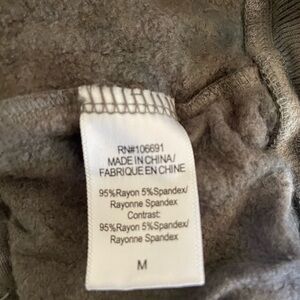 RN#106691
MADE IN CHINA/
FABRIQUE EN CHINE
95%Rayon 5%Spandex/
Rayonne Spandex
Contrast:
95%Rayon 5%Spandex/
Rayonne Spandex
M